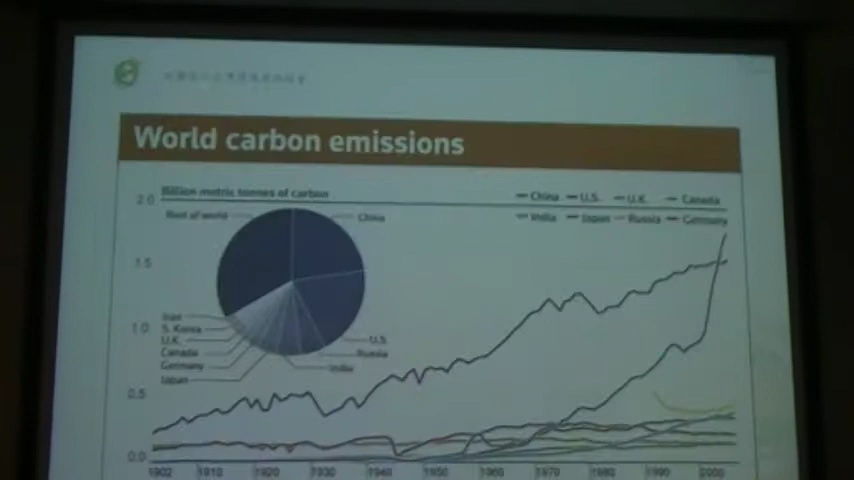 World carbon emissions
Billion metric tonnes of carbon
China U.S. U.K. Canada
India Japan Russia Germany
2.0
1.5
1.0
0.5
0.0
Rest of world
China
Iran
S. Korea
U.K.
Canada
Germany
Japan
U.S.
Russia
India
1902 1910 1920 1930 1940 1950 1960 1970 1980 1990 2000